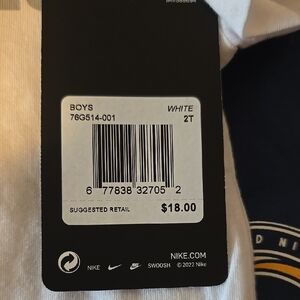 BOYS WHITE
76G514-001 2T
6 77838 32705 2
SUGGESTED RETAIL $18.00
NIKE.COM
NIKE SWOOSH © 2022 Nike